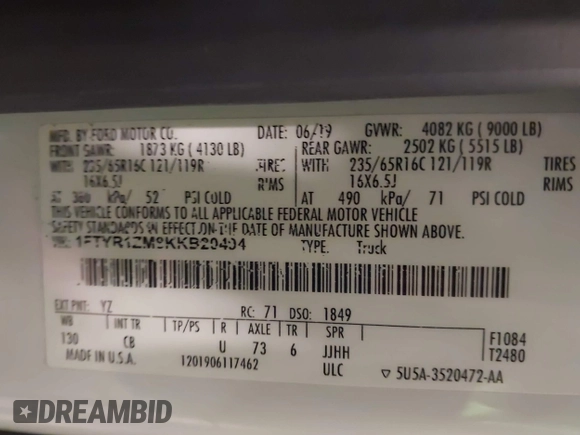 MFD. BY FORD MOTOR CO. DATE: 06/19 GVWR: 4082 KG ( 9000 LB)
FRONT GAWR: 1873 KG ( 4130 LB) REAR GAWR: 2502 KG ( 5515 LB)
WITH 235/65R16C 121/119R TIRES WITH 235/65R16C 121/119R TIRES
16X6.5J RIMS 16X6.5J RIMS
AT kPa/ 52 PSI COLD AT 490 kPa/ 71 PSI COLD
THIS VEHICLE CONFORMS TO ALL APPLICABLE FEDERAL MOTOR VEHICLE
SAFETY STANDARDS IN EFFECT ON THE DATE OF MANUFACTURE SHOWN ABOVE.
TYPE: Truck
EXT PNT: YZ RC: 71 DSO: 1849
WB INT TR TP/PS R AXLE TR SPR F1084
130 CB U 73 6 JJHH T2480
MADE IN U.S.A. 1201906117462 ULC ▽ 5U5A-3520472-AA
DREAMBID